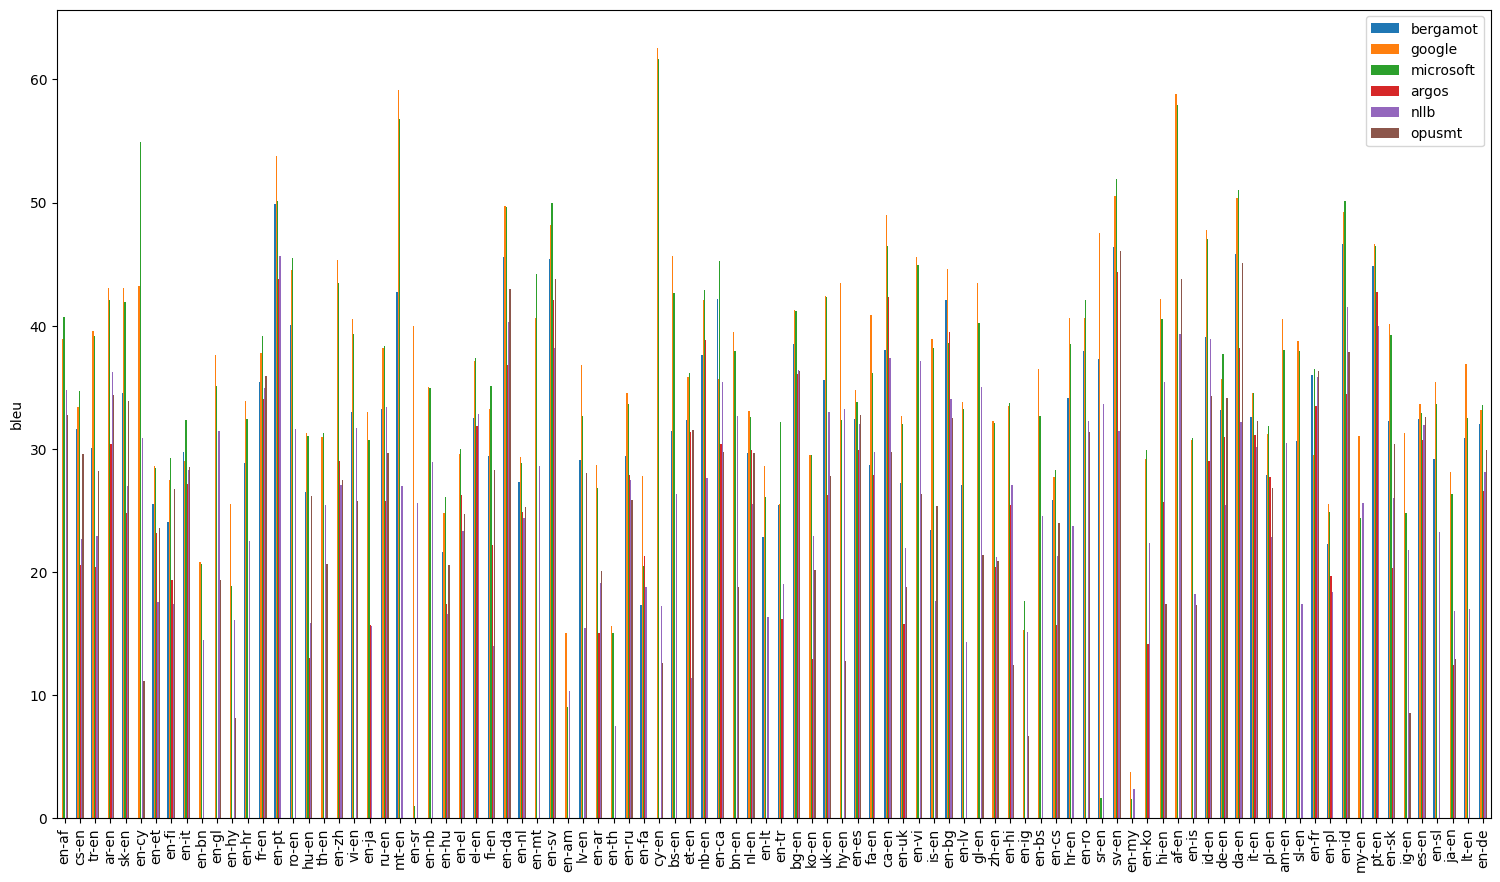 bergamot
google
microsoft
argos
nllb
opusmt
bleu
60
50
40
30
20
10
0
en-af
cs-en
tr-en
ar-en
sk-en
en-cy
en-et
en-fi
en-it
en-bn
en-gl
en-hy
en-hr
fr-en
en-pt
ro-en
hu-en
th-en
en-zh
vi-en
en-ja
ru-en
mt-en
en-sr
en-nb
en-hu
en-el
el-en
fi-en
en-da
en-nl
en-mt
en-sv
en-am
lv-en
en-ar
en-th
en-ru
en-fa
cy-en
bs-en
et-en
nb-en
en-ca
bn-en
nl-en
en-lt
en-tr
bg-en
ko-en
uk-en
hy-en
en-es
fa-en
ca-en
en-uk
en-vi
is-en
en-bg
en-lv
gl-en
zh-en
en-hi
en-ig
en-bs
en-cs
hr-en
en-ro
sr-en
sv-en
en-my
en-ko
hi-en
af-en
en-is
id-en
de-en
da-en
it-en
pl-en
am-en
sl-en
en-fr
en-pl
en-id
my-en
pt-en
en-sk
ig-en
es-en
en-sl
ja-en
lt-en
en-de